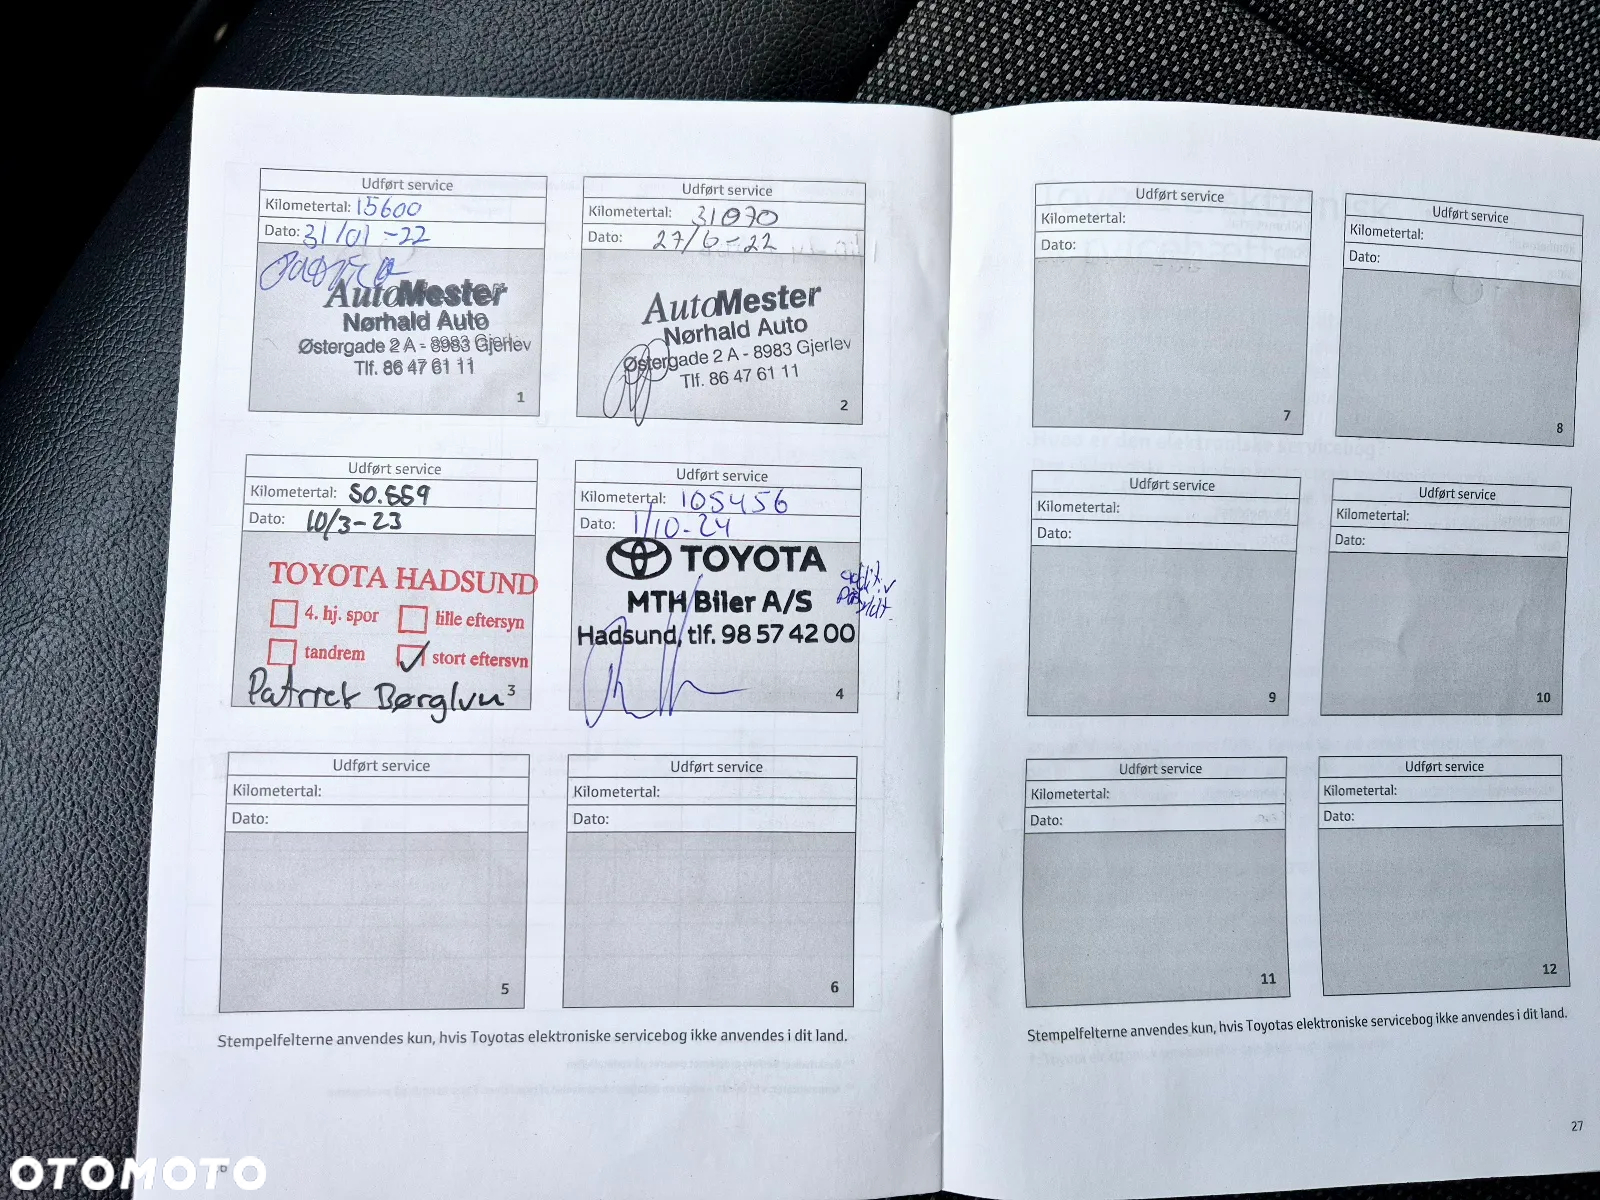 Udført service
Kilometertal: 15600
Dato: 31/01-22
AutoMester
Nørhald Auto
Østergade 2 A - 8983 Gjerlev
Tlf. 86 47 61 11
1
Udført service
Kilometertal: 31070
Dato: 27/6-22
AutoMester
Nørhald Auto
Østergade 2 A - 8983 Gjerlev
Tlf. 86 47 61 11
2
Udført service
Kilometertal:
Dato: 10/3-23
TOYOTA HADSUND
4. hj. spor
lille eftersyn
tandrem
stort eftersyn
3
Udført service
Kilometertal: 105456
Dato: 1/10-24
TOYOTA
MTH Biler A/S
Hadsund, tlf. 98 57 42 00
4
Udført service
Kilometertal:
Dato:
5
Udført service
Kilometertal:
Dato:
6
Stempelfelterne anvendes kun, hvis Toyotas elektroniske servicebog ikke anvendes i dit land.
Udført service
Kilometertal:
Dato:
7
Udført service
Kilometertal:
Dato:
8
Udført service
Kilometertal:
Dato:
9
Udført service
Kilometertal:
Dato:
10
Udført service
Kilometertal:
Dato:
11
Udført service
Kilometertal:
Dato:
12
Stempelfelterne anvendes kun, hvis Toyotas elektroniske servicebog ikke anvendes i dit land.
27
OTOMOTO